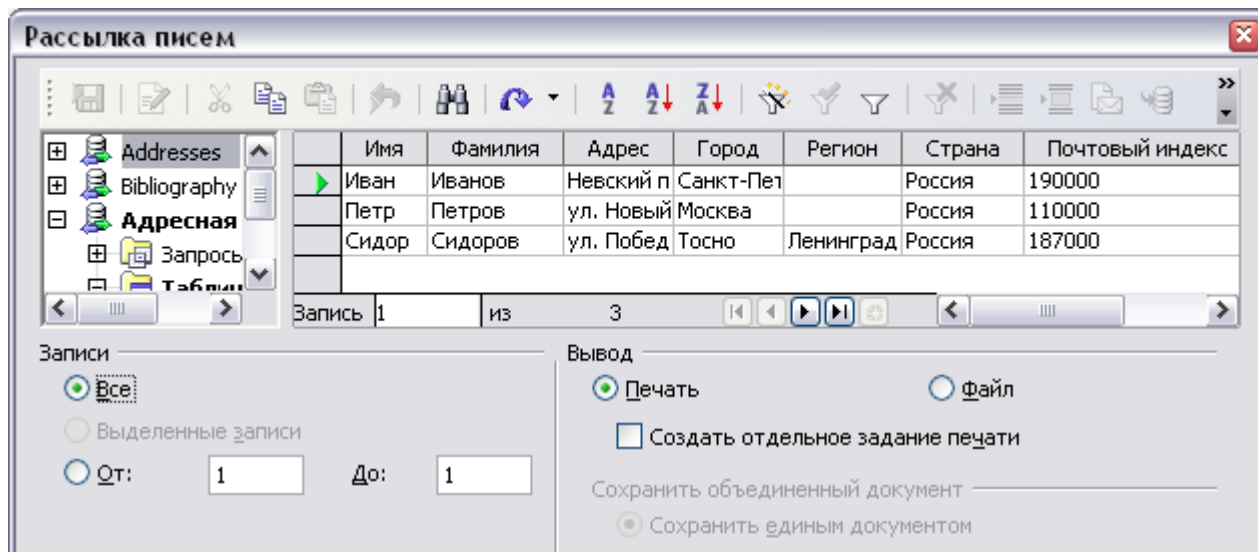 Рассылка писем
Addresses
Bibliography
Адресная
Запросы
Таблиц
Имя Фамилия Адрес Город Регион Страна Почтовый индекс
Иван Иванов Невский п Санкт-Пет Россия 190000
Петр Петров ул. Новый Москва Россия 110000
Сидор Сидоров ул. Побед Тосно Ленинград Россия 187000
Запись 1 из 3
Записи
Все
Выделенные записи
От: 1 До: 1
Вывод
Печать Файл
Создать отдельное задание печати
Сохранить объединенный документ
Сохранить единым документом